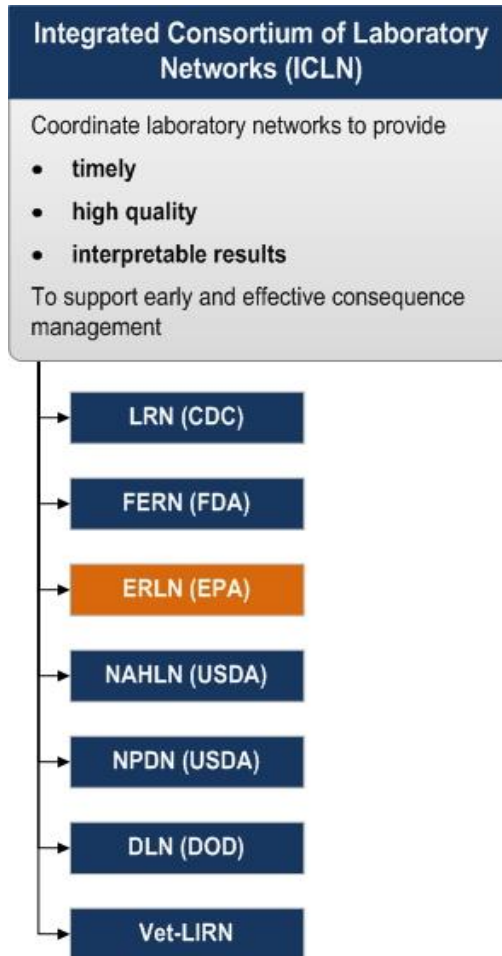 Integrated Consortium of Laboratory
Networks (ICLN)
Coordinate laboratory networks to provide
• timely
• high quality
• interpretable results
To support early and effective consequence
management
LRN (CDC)
FERN (FDA)
ERLN (EPA)
NAHLN (USDA)
NPDN (USDA)
DLN (DOD)
Vet-LIRN